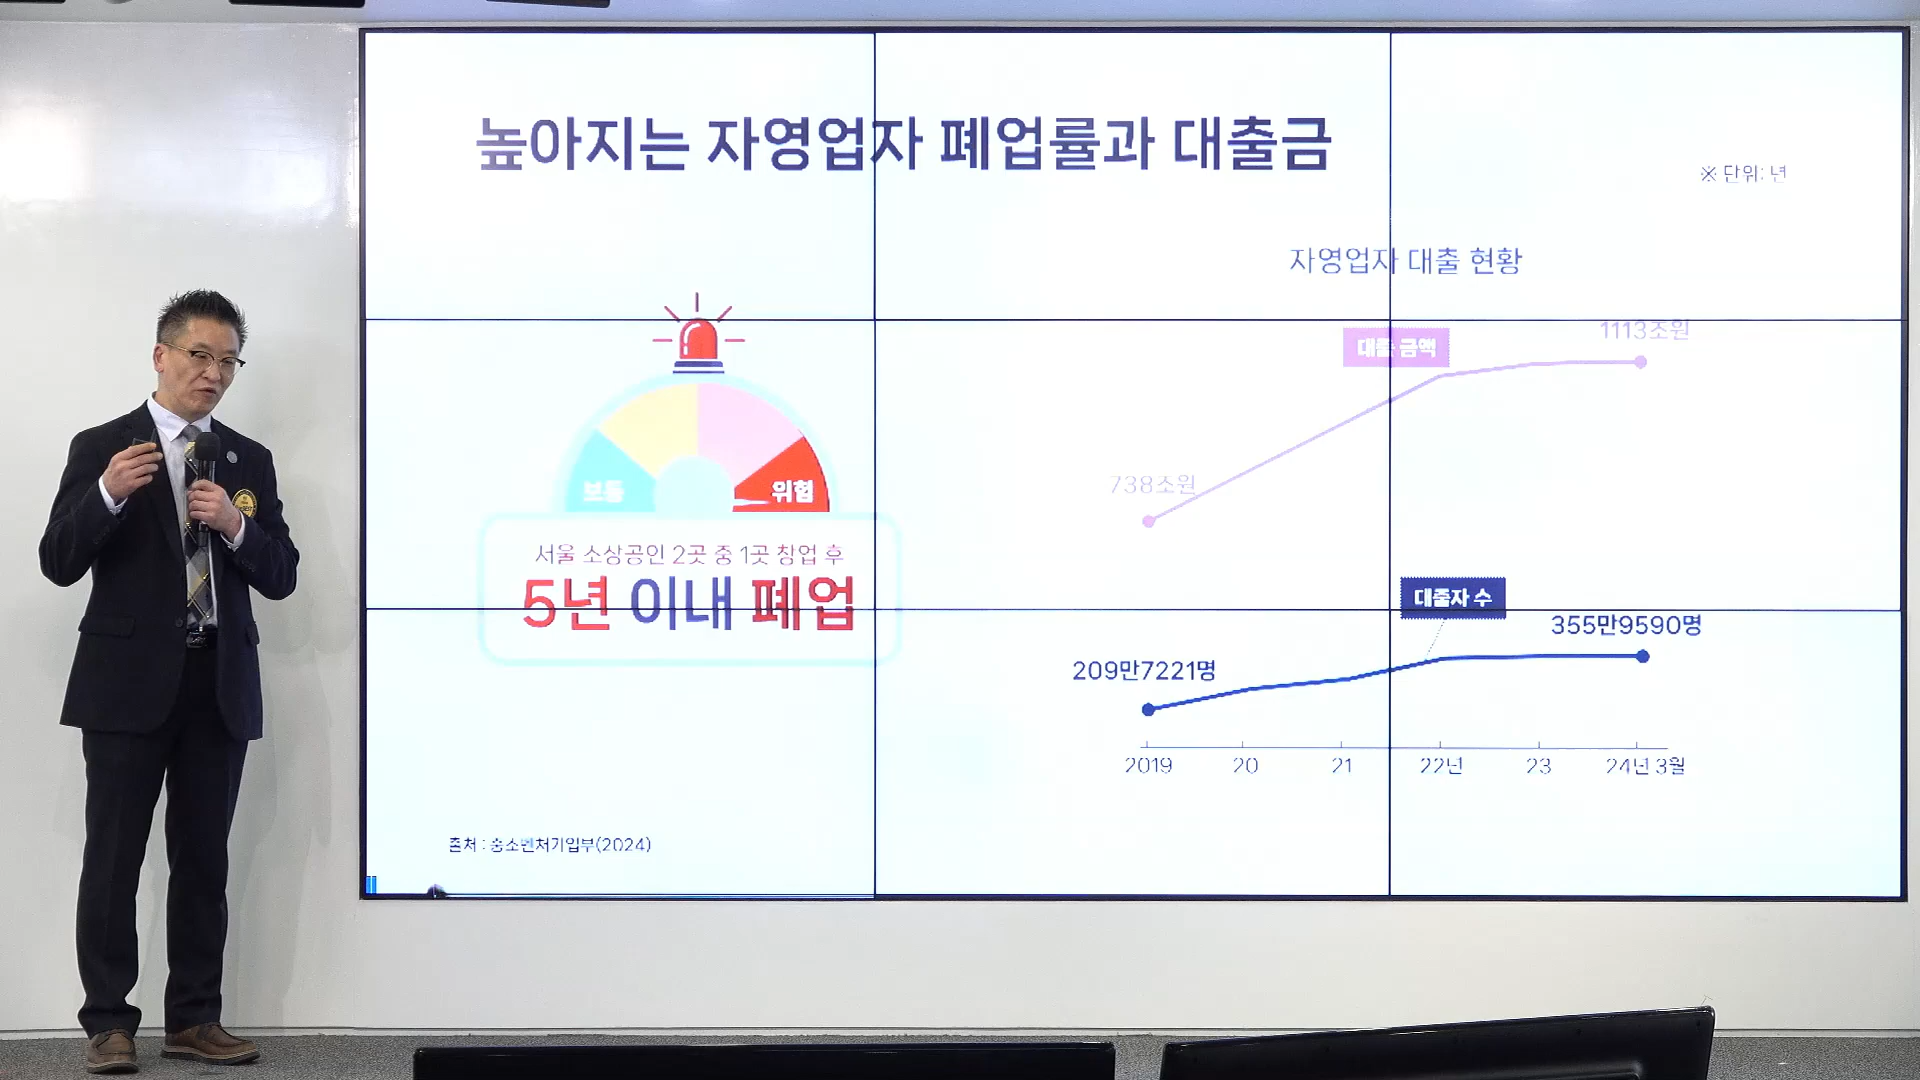 높아지는 자영업자 폐업률과 대출금
※ 단위: 년
자영업자 대출 현황
대출 금액
1113조원
738조원
보통
위험
서울 소상공인 2곳 중 1곳 창업 후
5년 이내 폐업
대출자 수
355만9590명
209만7221명
2019 20 21 22년 23 24년 3월
출처 : 중소벤처기업부(2024)